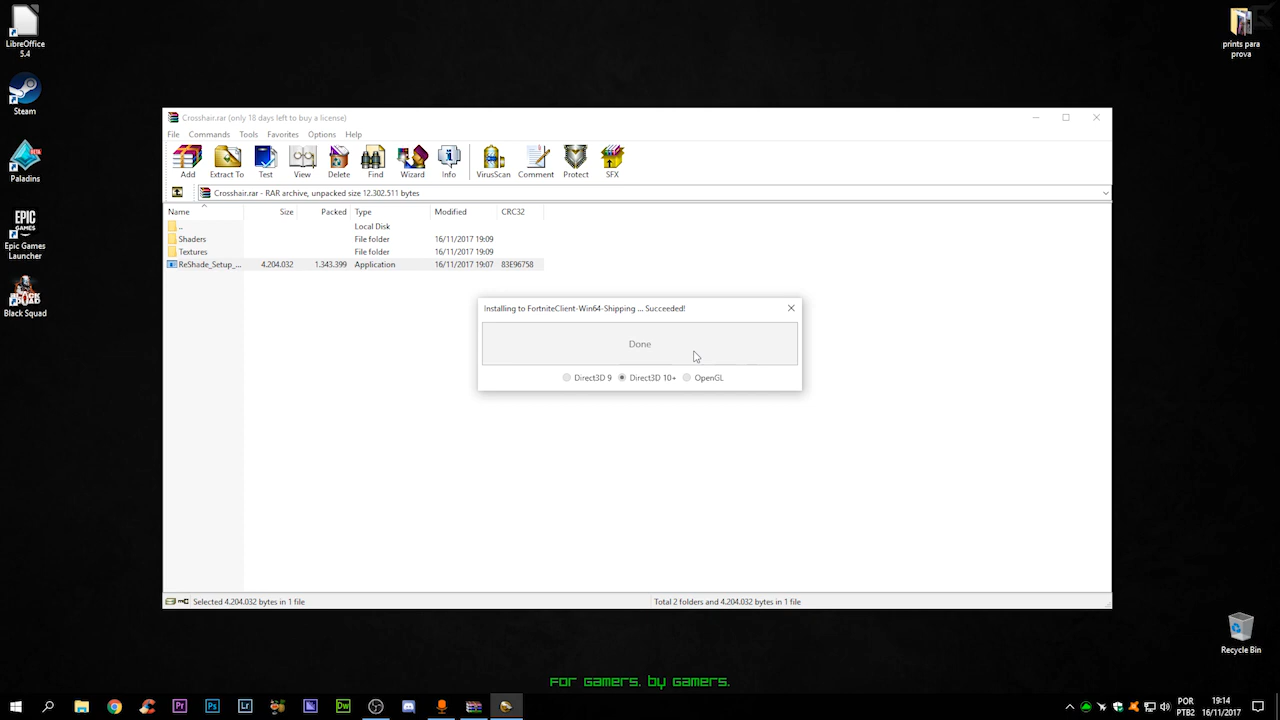 LibreOffice
5.4
Steam
BETA
Paladins
EPIC
GAMES
Epic Games
Launcher
Black Squad
prints para
prova
Crosshair.rar (only 18 days left to buy a license)
File Commands Tools Favorites Options Help
Add Extract To Test View Delete Find Wizard Info VirusScan Comment Protect SFX
Crosshair.rar - RAR archive, unpacked size 12.302.511 bytes
Name Size Packed Type Modified CRC32
.. Local Disk
Shaders File folder 16/11/2017 19:09
Textures File folder 16/11/2017 19:09
ReShade_Setup_... 4.204.032 1.343.399 Application 16/11/2017 19:07 83E96758
Installing to FortniteClient-Win64-Shipping ... Succeeded!
Done
Direct3D 9 Direct3D 10+ OpenGL
Selected 4.204.032 bytes in 1 file Total 2 folders and 4.204.032 bytes in 1 file
Recycle Bin
FOR GAMERS. BY GAMERS.
Pr Ps Lr Dw
POR
PTB2
19:14
16/11/2017